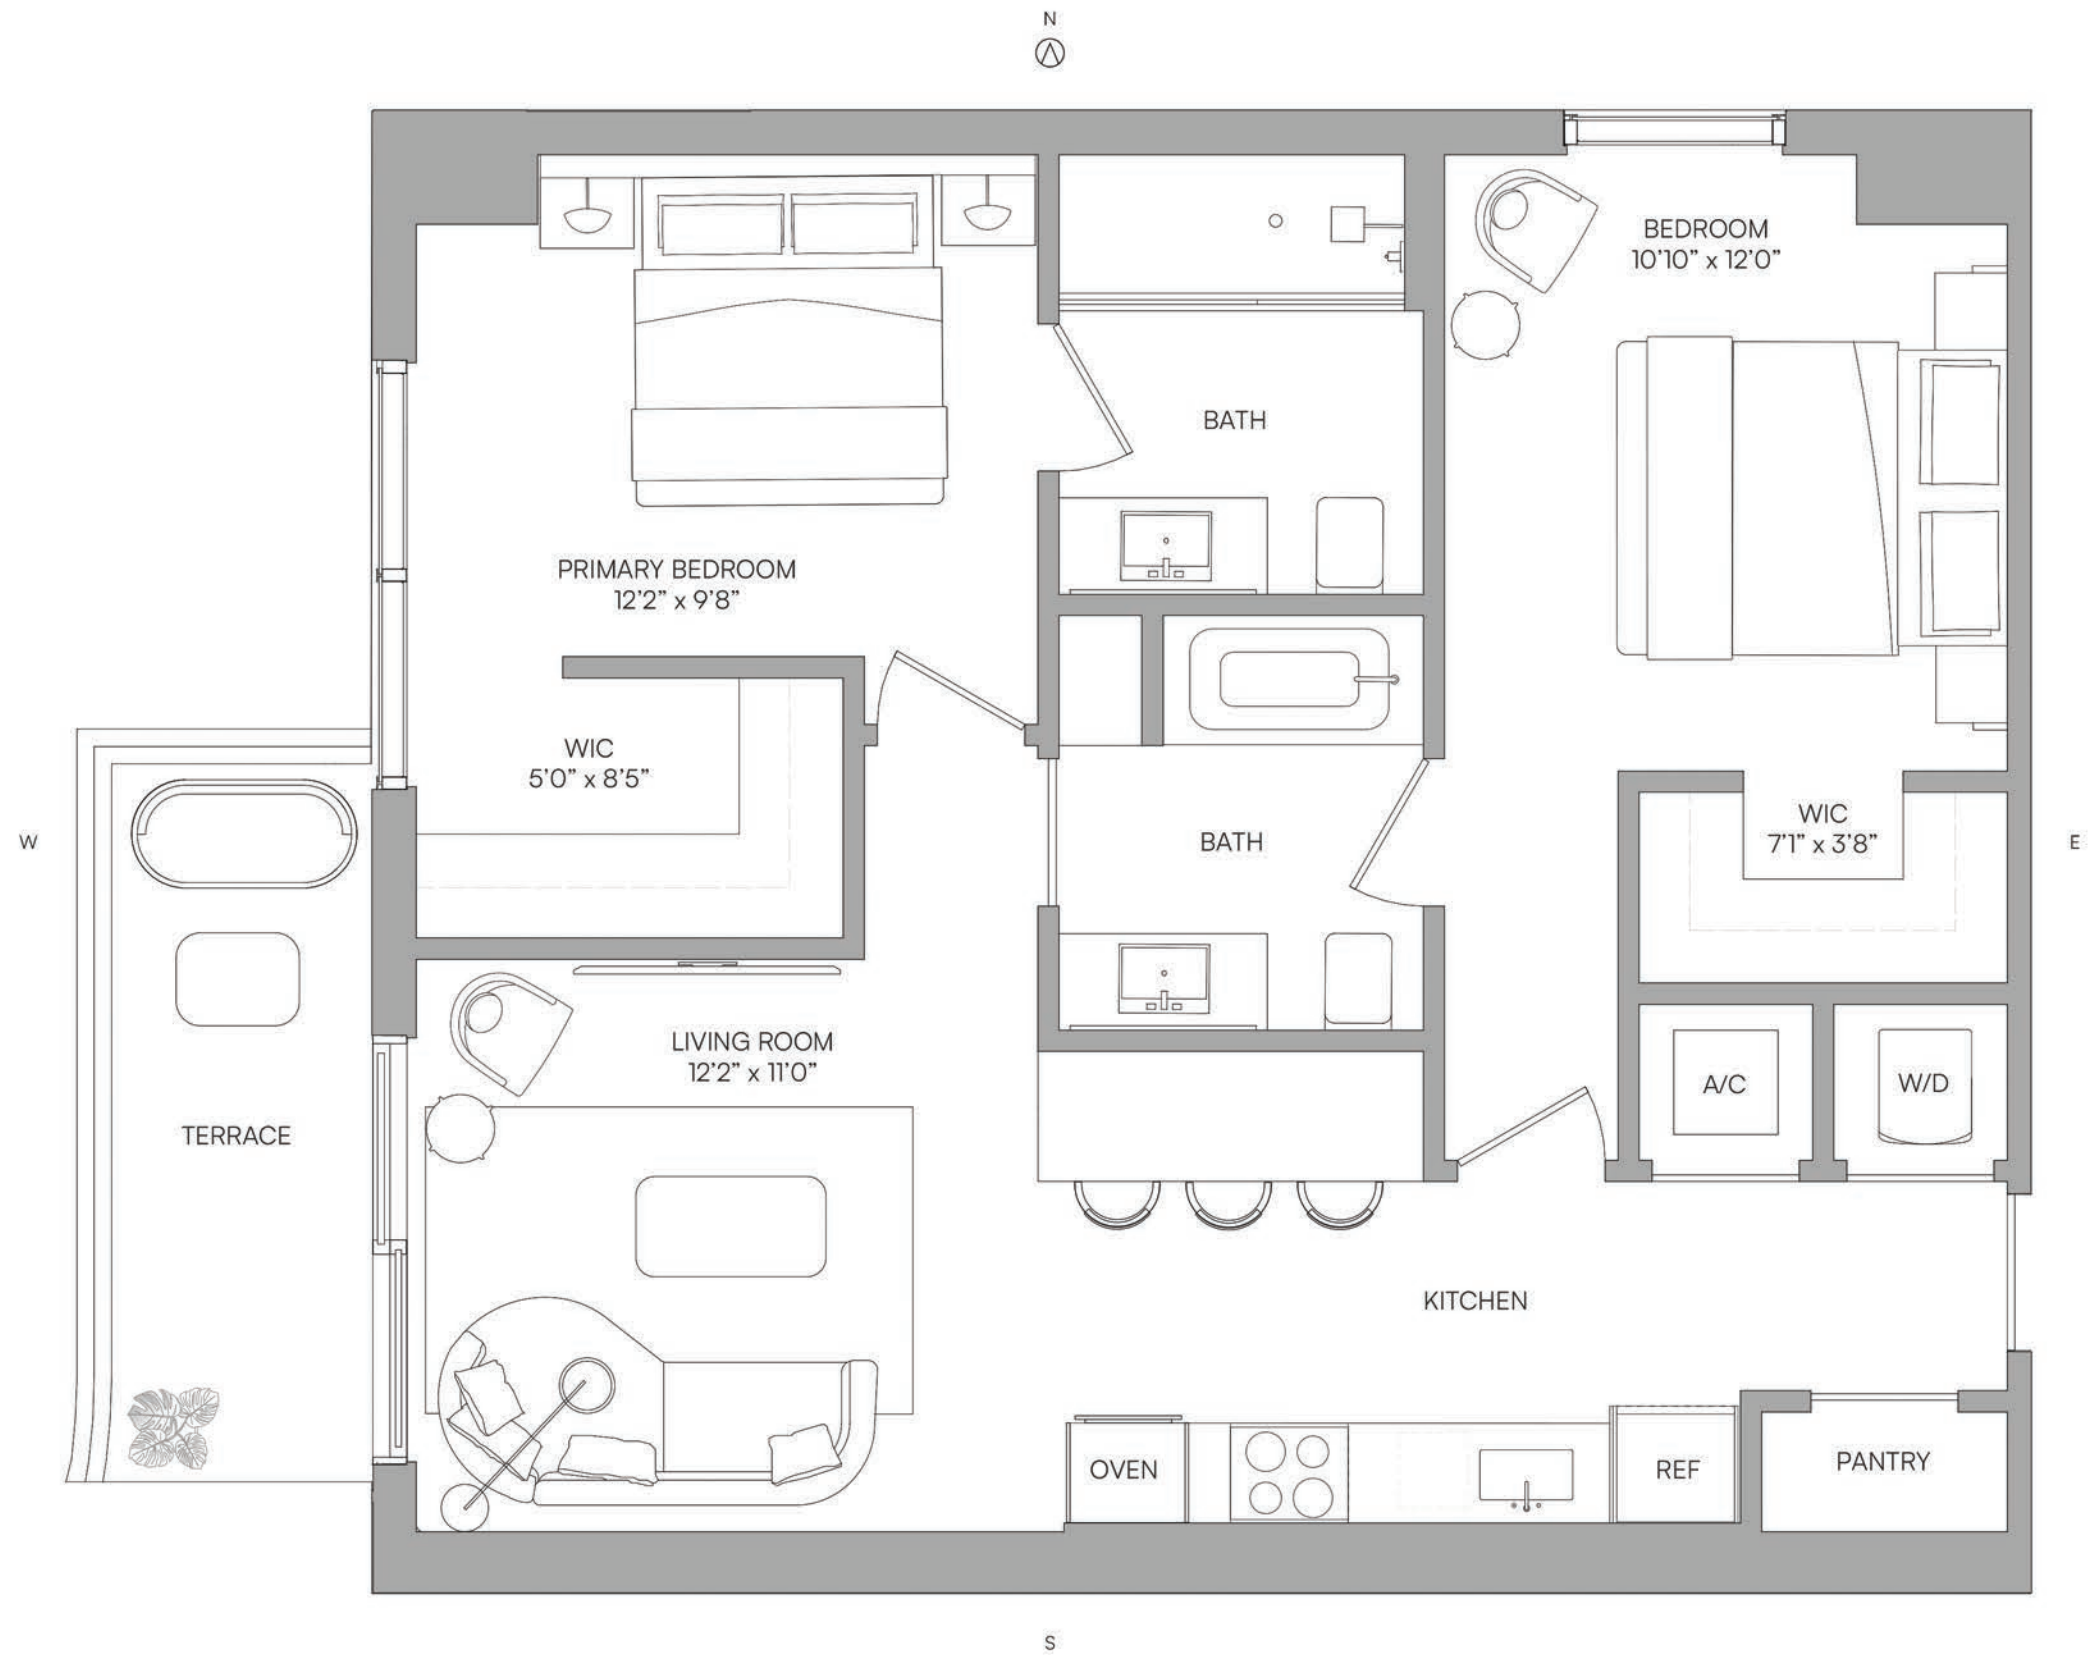 N
BEDROOM
10'10" x 12'0"
BATH
PRIMARY BEDROOM
12'2" x 9'8"
WIC
5'0" x 8'5"
WIC
7'1" x 3'8"
W
BATH
E
LIVING ROOM
12'2" x 11'0"
A/C
W/D
TERRACE
KITCHEN
OVEN
REF
PANTRY
S